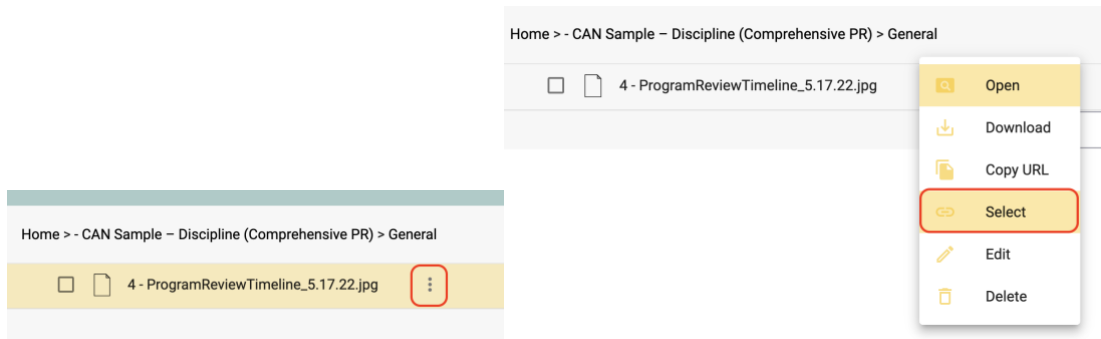 Home > - CAN Sample – Discipline (Comprehensive PR) > General
4 - ProgramReviewTimeline_5.17.22.jpg
Home > - CAN Sample – Discipline (Comprehensive PR) > General
4 - ProgramReviewTimeline_5.17.22.jpg
Open
Download
Copy URL
Select
Edit
Delete